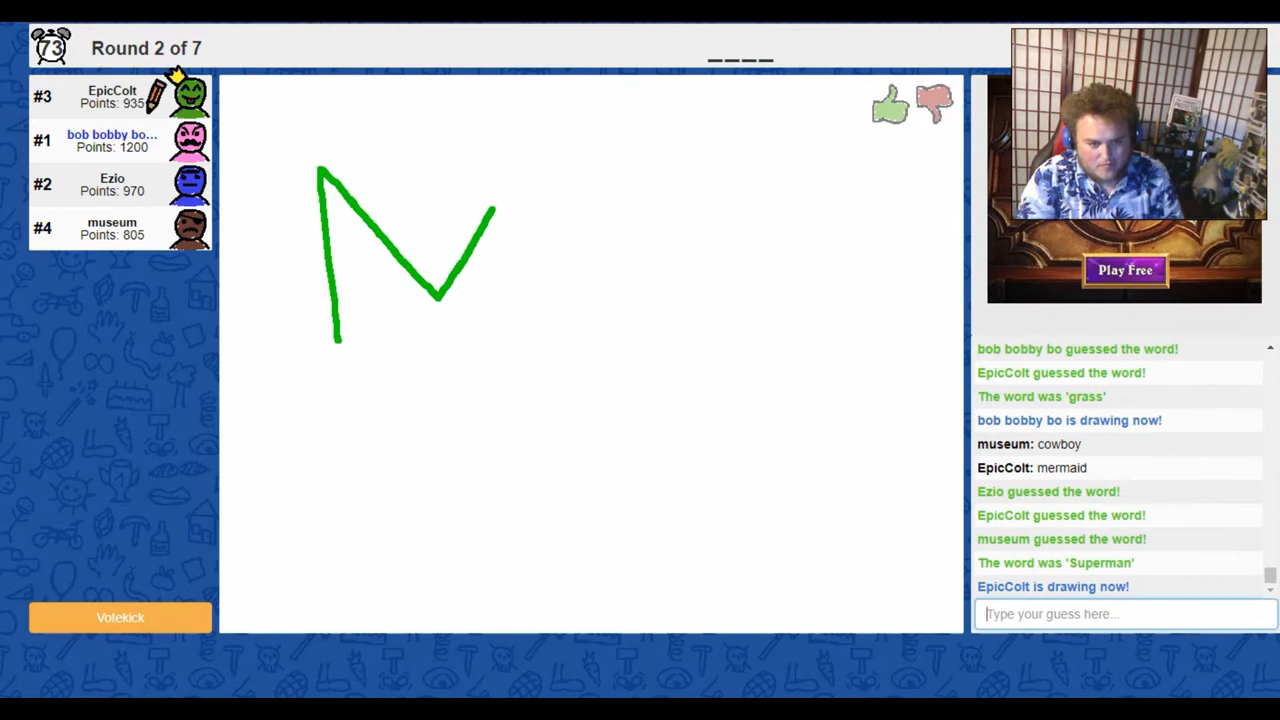 73
Round 2 of 7
____
#3
EpicColt
Points: 935
#1
bob bobby bo...
Points: 1200
#2
Ezio
Points: 970
#4
museum
Points: 805
Votekick
Play Free
bob bobby bo guessed the word!
EpicColt guessed the word!
The word was 'grass'
bob bobby bo is drawing now!
museum: cowboy
EpicColt: mermaid
Ezio guessed the word!
EpicColt guessed the word!
museum guessed the word!
The word was 'Superman'
EpicColt is drawing now!
Type your guess here...